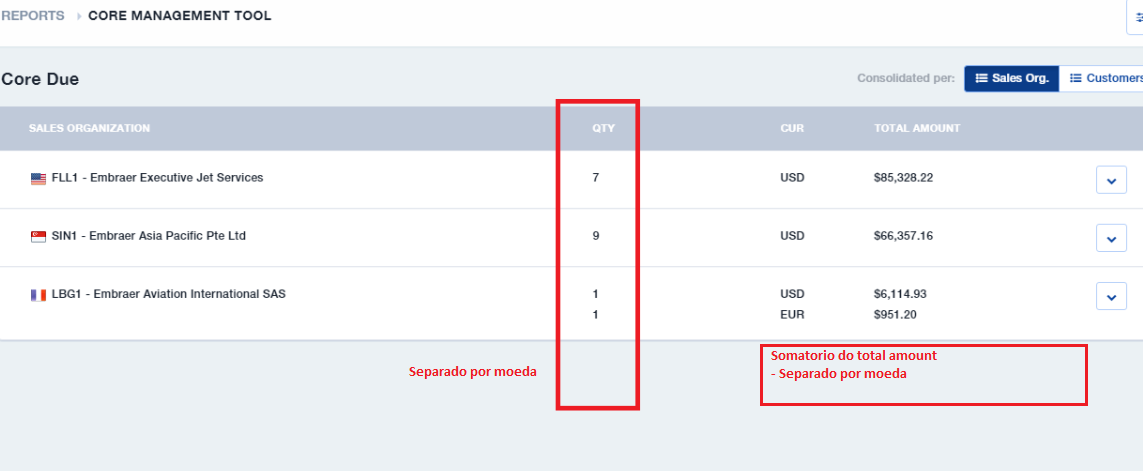 REPORTS > CORE MANAGEMENT TOOL
Core Due
Consolidated per: Sales Org. Customers
SALES ORGANIZATION QTY CUR TOTAL AMOUNT
FLL1 - Embraer Executive Jet Services 7 USD $85,328.22
SIN1 - Embraer Asia Pacific Pte Ltd 9 USD $66,357.16
LBG1 - Embraer Aviation International SAS 1 USD $6,114.93
1 EUR $951.20
Somatorio do total amount
Separado por moeda - Separado por moeda